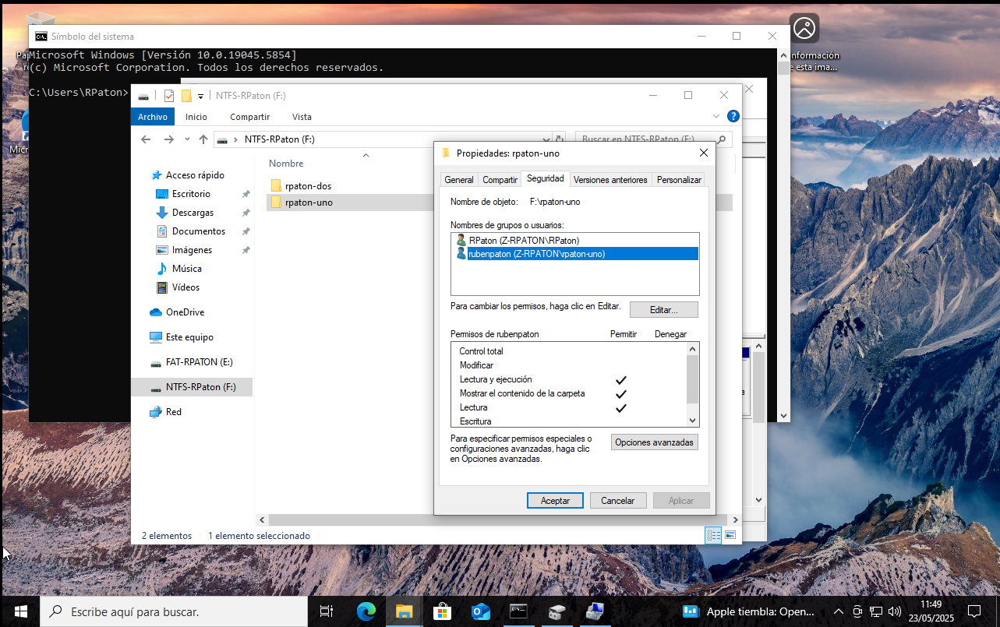 Símbolo del sistema
Microsoft Windows [Versión 10.0.19045.5854]
(c) Microsoft Corporation. Todos los derechos reservados.
C:\Users\RPaton>
Pa
Micr
nformación
e esta ima...
NTFS-RPaton (F:)
Archivo Inicio Compartir Vista
NTFS-RPaton (F:)
Buscar en NTFS-RPaton (F:)
Acceso rápido
Escritorio
Descargas
Documentos
Imágenes
Música
Vídeos
OneDrive
Este equipo
FAT-RPATON (E:)
NTFS-RPaton (F:)
Red
Nombre
rpaton-dos
rpaton-uno
2 elementos 1 elemento seleccionado
Propiedades: rpaton-uno
General Compartir Seguridad Versiones anteriores Personalizar
Nombre de objeto: F:\rpaton-uno
Nombres de grupos o usuarios:
RPaton (Z-RPATON\RPaton)
rubenpaton (Z-RPATON\rpaton-uno)
Para cambiar los permisos, haga clic en Editar.
Editar...
Permisos de rubenpaton Permitir Denegar
Control total
Modificar
Lectura y ejecución
Mostrar el contenido de la carpeta
Lectura
Escritura
Para especificar permisos especiales o
configuraciones avanzadas, haga clic
en Opciones avanzadas.
Opciones avanzadas
Aceptar Cancelar Aplicar
Escribe aquí para buscar.
Apple tiembla: Open...
11:49
23/05/2025